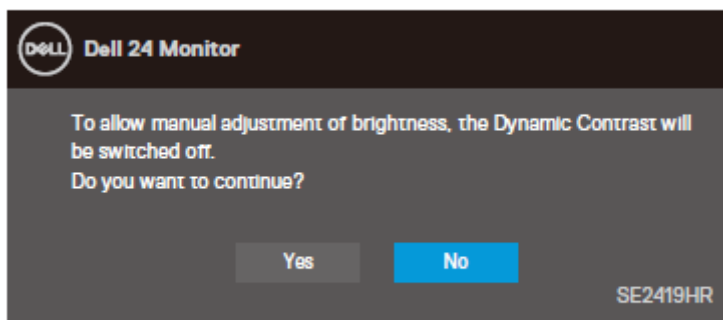 DELL Dell 24 Monitor
To allow manual adjustment of brightness, the Dynamic Contrast will
be switched off.
Do you want to continue?
Yes No
SE2419HR